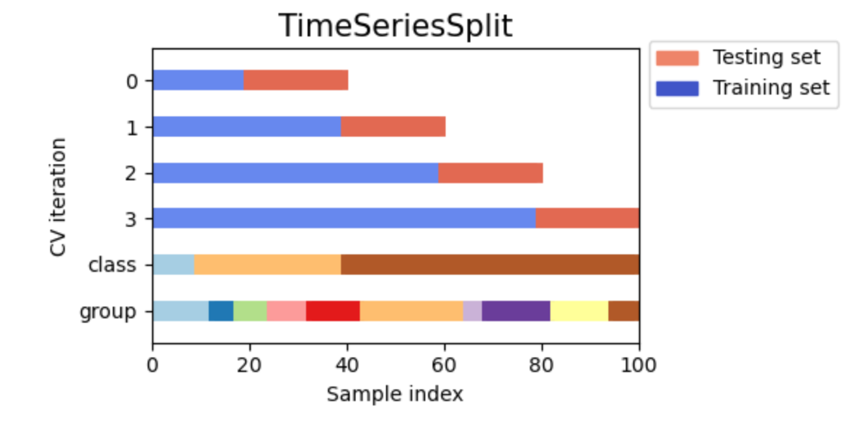 TimeSeriesSplit
Testing set
Training set
CV iteration
0
1
2
3
class
group
0 20 40 60 80 100
Sample index